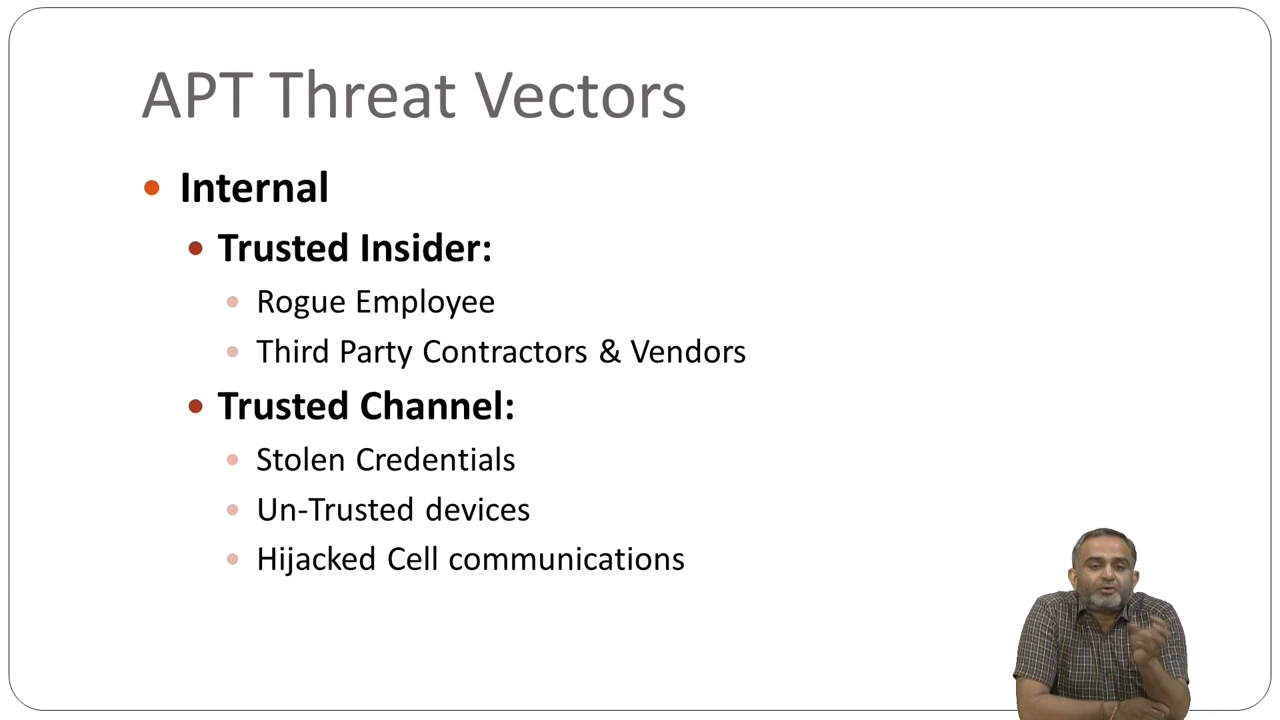 APT Threat Vectors
Internal
Trusted Insider:
Rogue Employee
Third Party Contractors & Vendors
Trusted Channel:
Stolen Credentials
Un-Trusted devices
Hijacked Cell communications